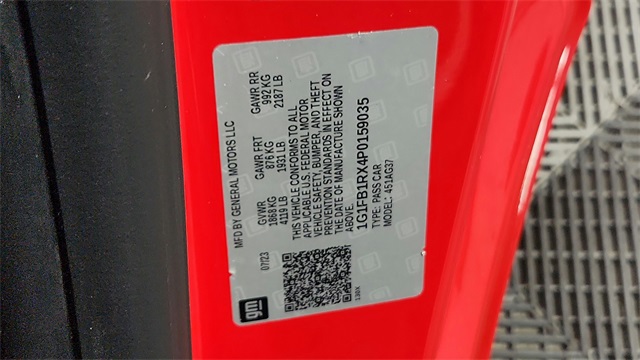 MFD BY GENERAL MOTORS LLC
07/23
GVWR
1868 KG
4119 LB
GAWR FRT
876 KG
1931 LB
GAWR RR
992 KG
2187 LB
THIS VEHICLE CONFORMS TO ALL
APPLICABLE U.S. FEDERAL MOTOR
VEHICLE SAFETY, BUMPER, AND THEFT
PREVENTION STANDARDS IN EFFECT ON
THE DATE OF MANUFACTURE SHOWN
ABOVE.
1G1FB1RX4P0159035
TYPE: PASS CAR
MODEL: 451AG37
gm